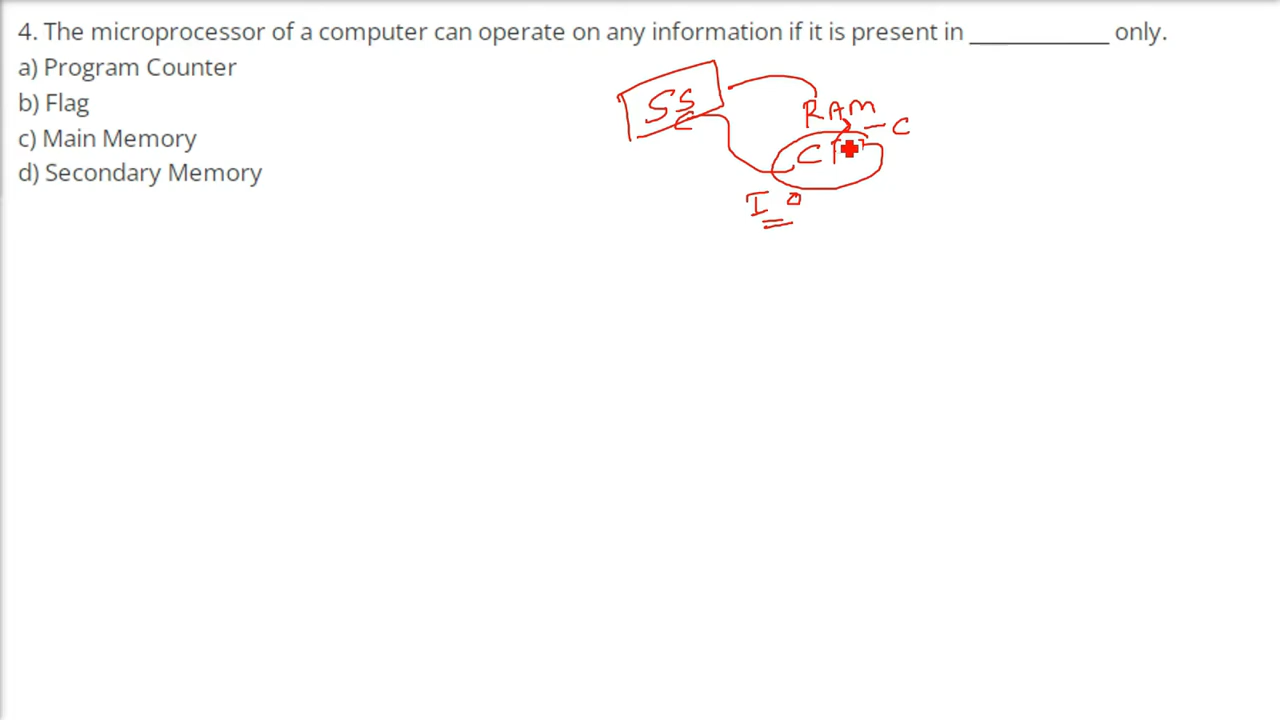 4. The microprocessor of a computer can operate on any information if it is present in ____________ only.
a) Program Counter
b) Flag
c) Main Memory
d) Secondary Memory
SS
RAM
C
C
I O